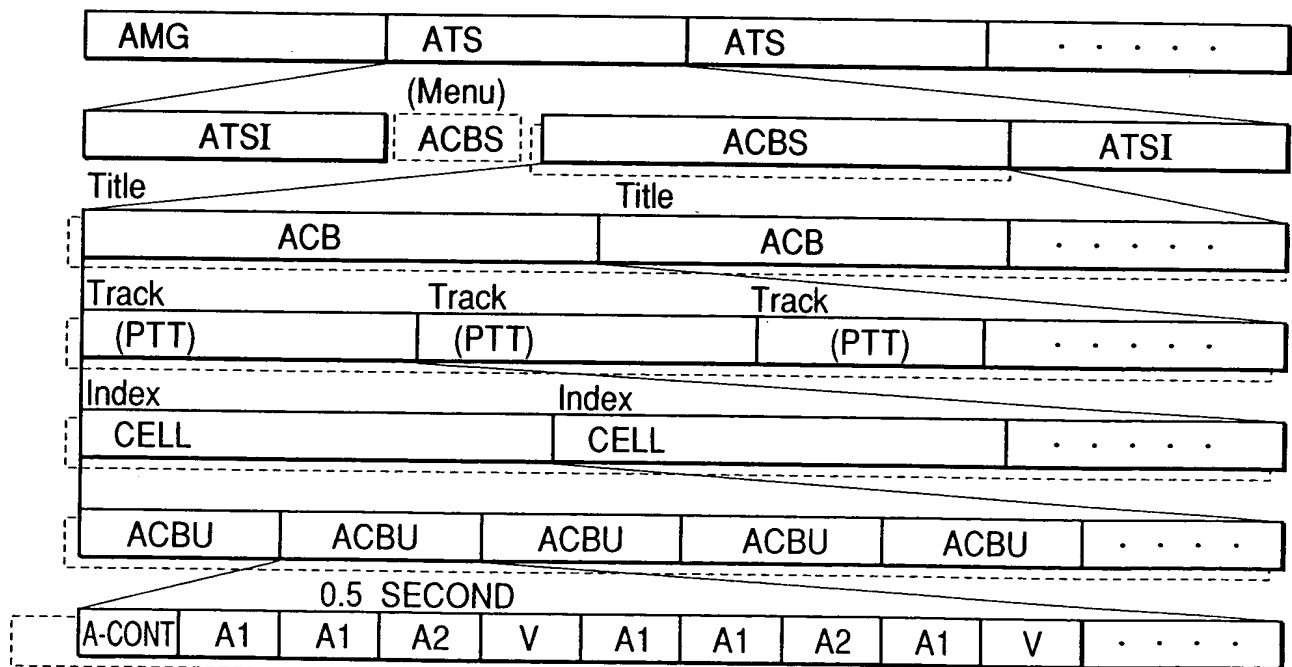 AMG ATS ATS . . . . .
(Menu)
ATSI ACBS ACBS ATSI
Title Title
ACB ACB . . . . .
Track Track Track
(PTT) (PTT) (PTT) . . . . .
Index Index
CELL CELL . . . . .
ACBU ACBU ACBU ACBU ACBU . . . .
0.5 SECOND
A-CONT A1 A1 A2 V A1 A1 A2 A1 V . . . .